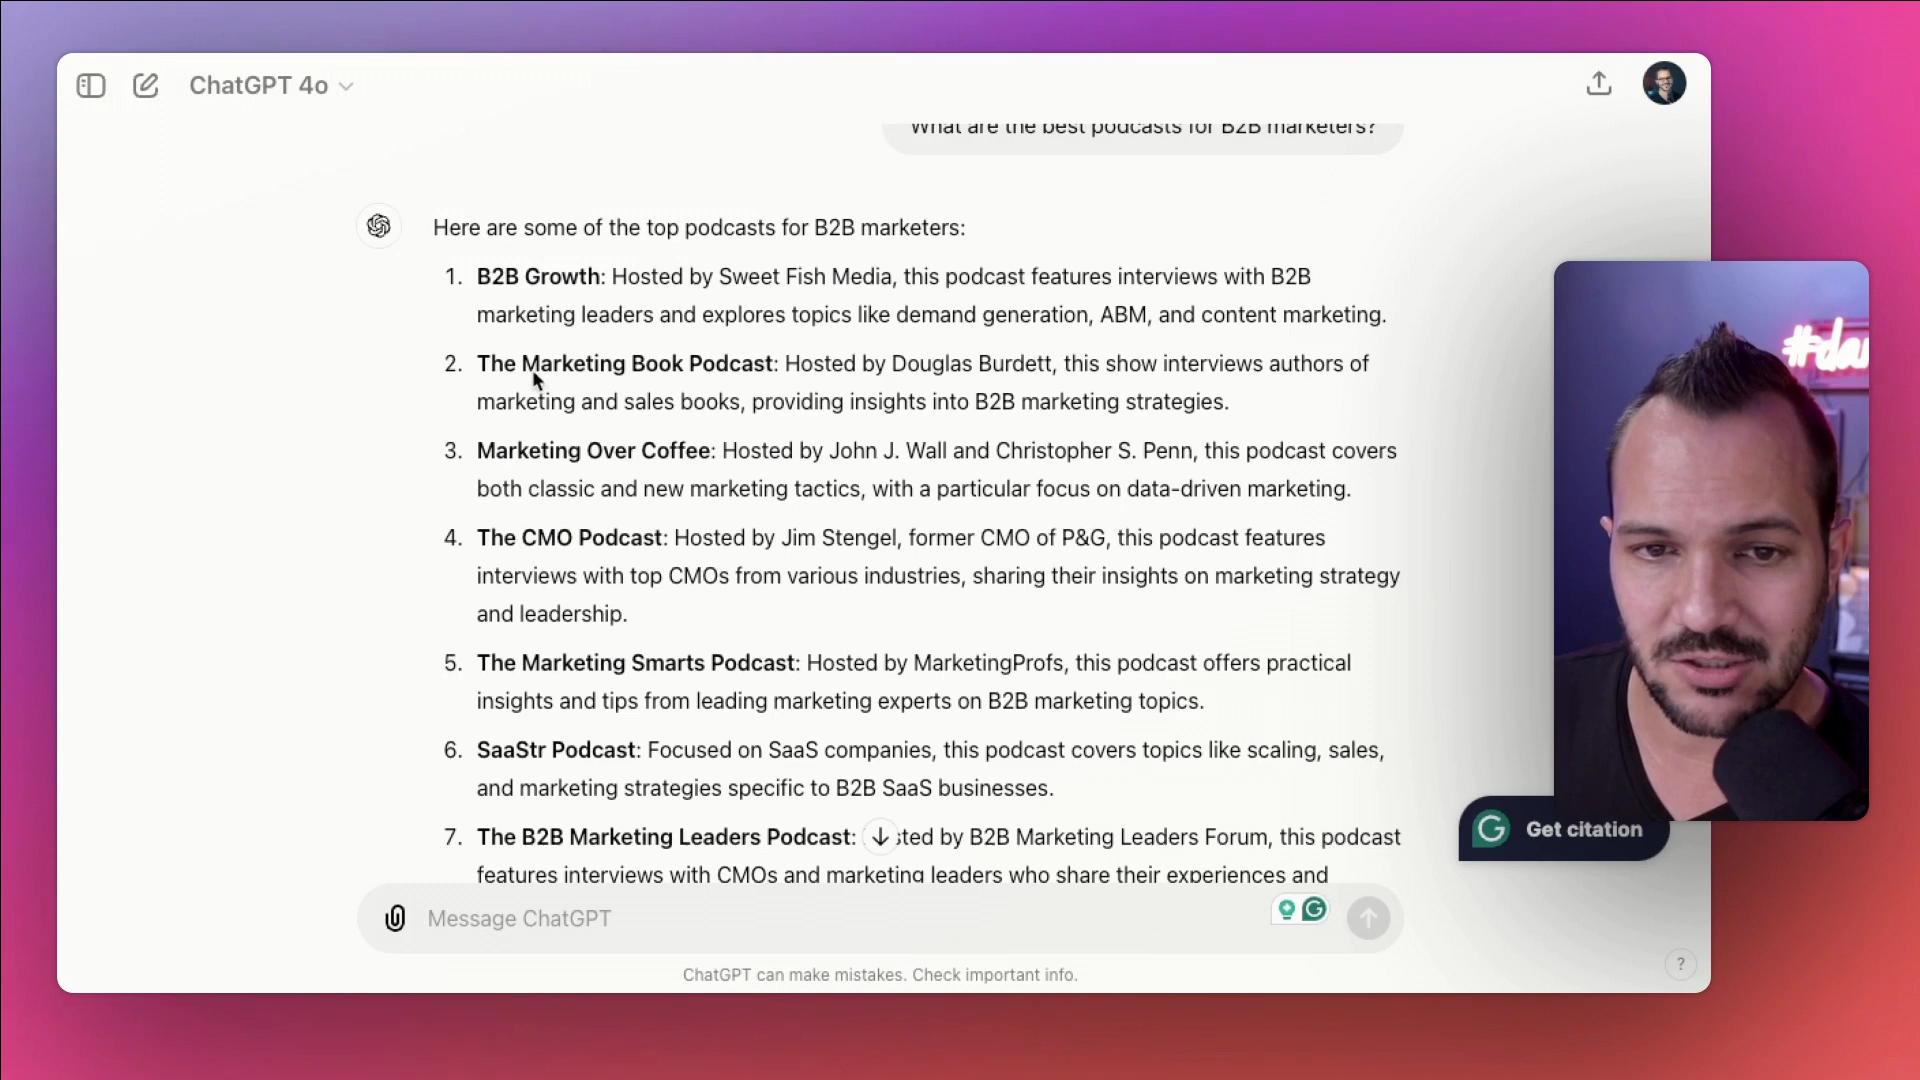 ChatGPT 4o
What are the best podcasts for B2B marketers?
Here are some of the top podcasts for B2B marketers:
1. B2B Growth: Hosted by Sweet Fish Media, this podcast features interviews with B2B
marketing leaders and explores topics like demand generation, ABM, and content marketing.
2. The Marketing Book Podcast: Hosted by Douglas Burdett, this show interviews authors of
marketing and sales books, providing insights into B2B marketing strategies.
3. Marketing Over Coffee: Hosted by John J. Wall and Christopher S. Penn, this podcast covers
both classic and new marketing tactics, with a particular focus on data-driven marketing.
4. The CMO Podcast: Hosted by Jim Stengel, former CMO of P&G, this podcast features
interviews with top CMOs from various industries, sharing their insights on marketing strategy
and leadership.
5. The Marketing Smarts Podcast: Hosted by MarketingProfs, this podcast offers practical
insights and tips from leading marketing experts on B2B marketing topics.
6. SaaStr Podcast: Focused on SaaS companies, this podcast covers topics like scaling, sales,
and marketing strategies specific to B2B SaaS businesses.
7. The B2B Marketing Leaders Podcast: sted by B2B Marketing Leaders Forum, this podcast
features interviews with CMOs and marketing leaders who share their experiences and
#da
Get citation
Message ChatGPT
ChatGPT can make mistakes. Check important info.
?